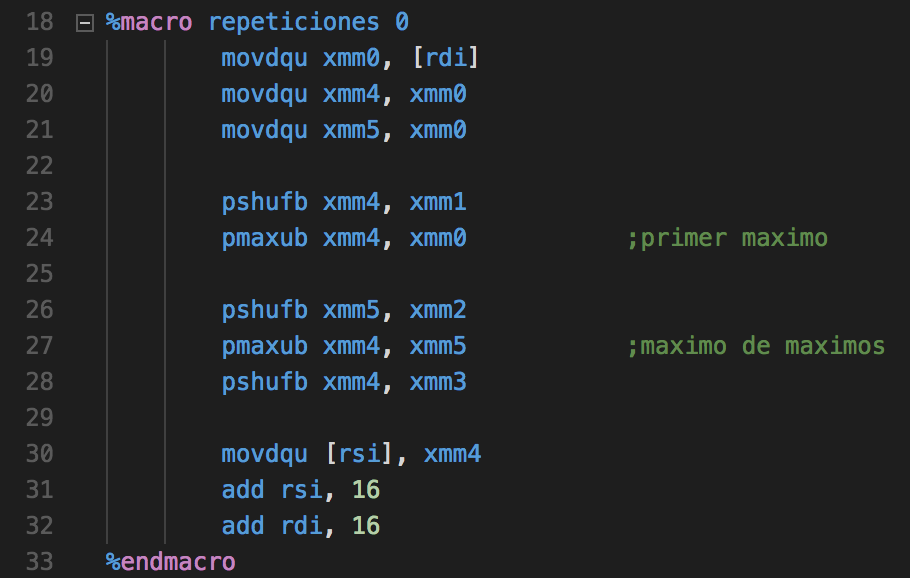 18 %macro repeticiones 0
19 movdqu xmm0, [rdi]
20 movdqu xmm4, xmm0
21 movdqu xmm5, xmm0
22
23 pshufb xmm4, xmm1
24 pmaxub xmm4, xmm0 ;primer maximo
25
26 pshufb xmm5, xmm2
27 pmaxub xmm4, xmm5 ;maximo de maximos
28 pshufb xmm4, xmm3
29
30 movdqu [rsi], xmm4
31 add rsi, 16
32 add rdi, 16
33 %endmacro